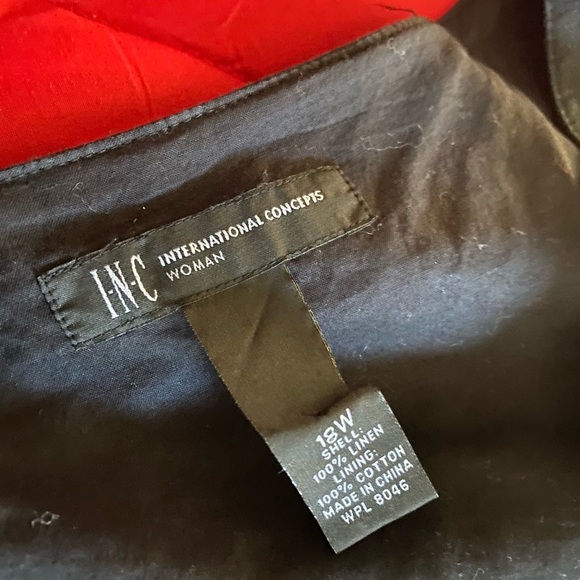 I·N·C INTERNATIONAL CONCEPTS
WOMAN
18W
SHELL:
100% LINEN
LINING:
100% COTTON
MADE IN CHINA
WPL 8046